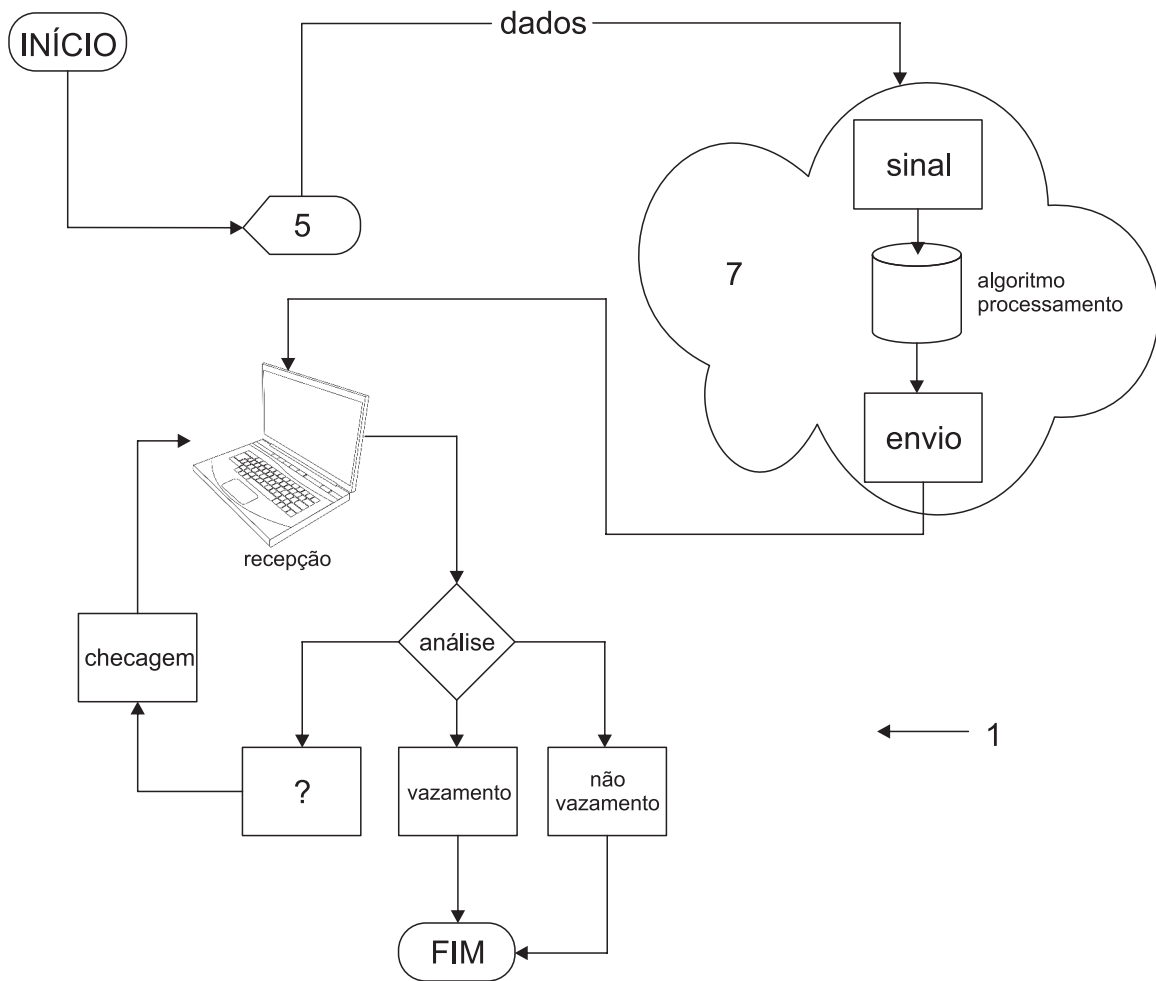 INÍCIO
dados
5
sinal
7
algoritmo
processamento
envio
recepção
análise
checagem
?
vazamento
não
vazamento
1
FIM